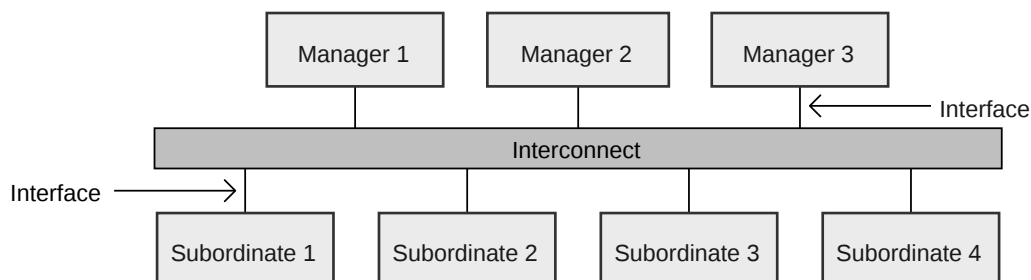 Manager 1
Manager 2
Manager 3
Interface
Interconnect
Interface
Subordinate 1
Subordinate 2
Subordinate 3
Subordinate 4